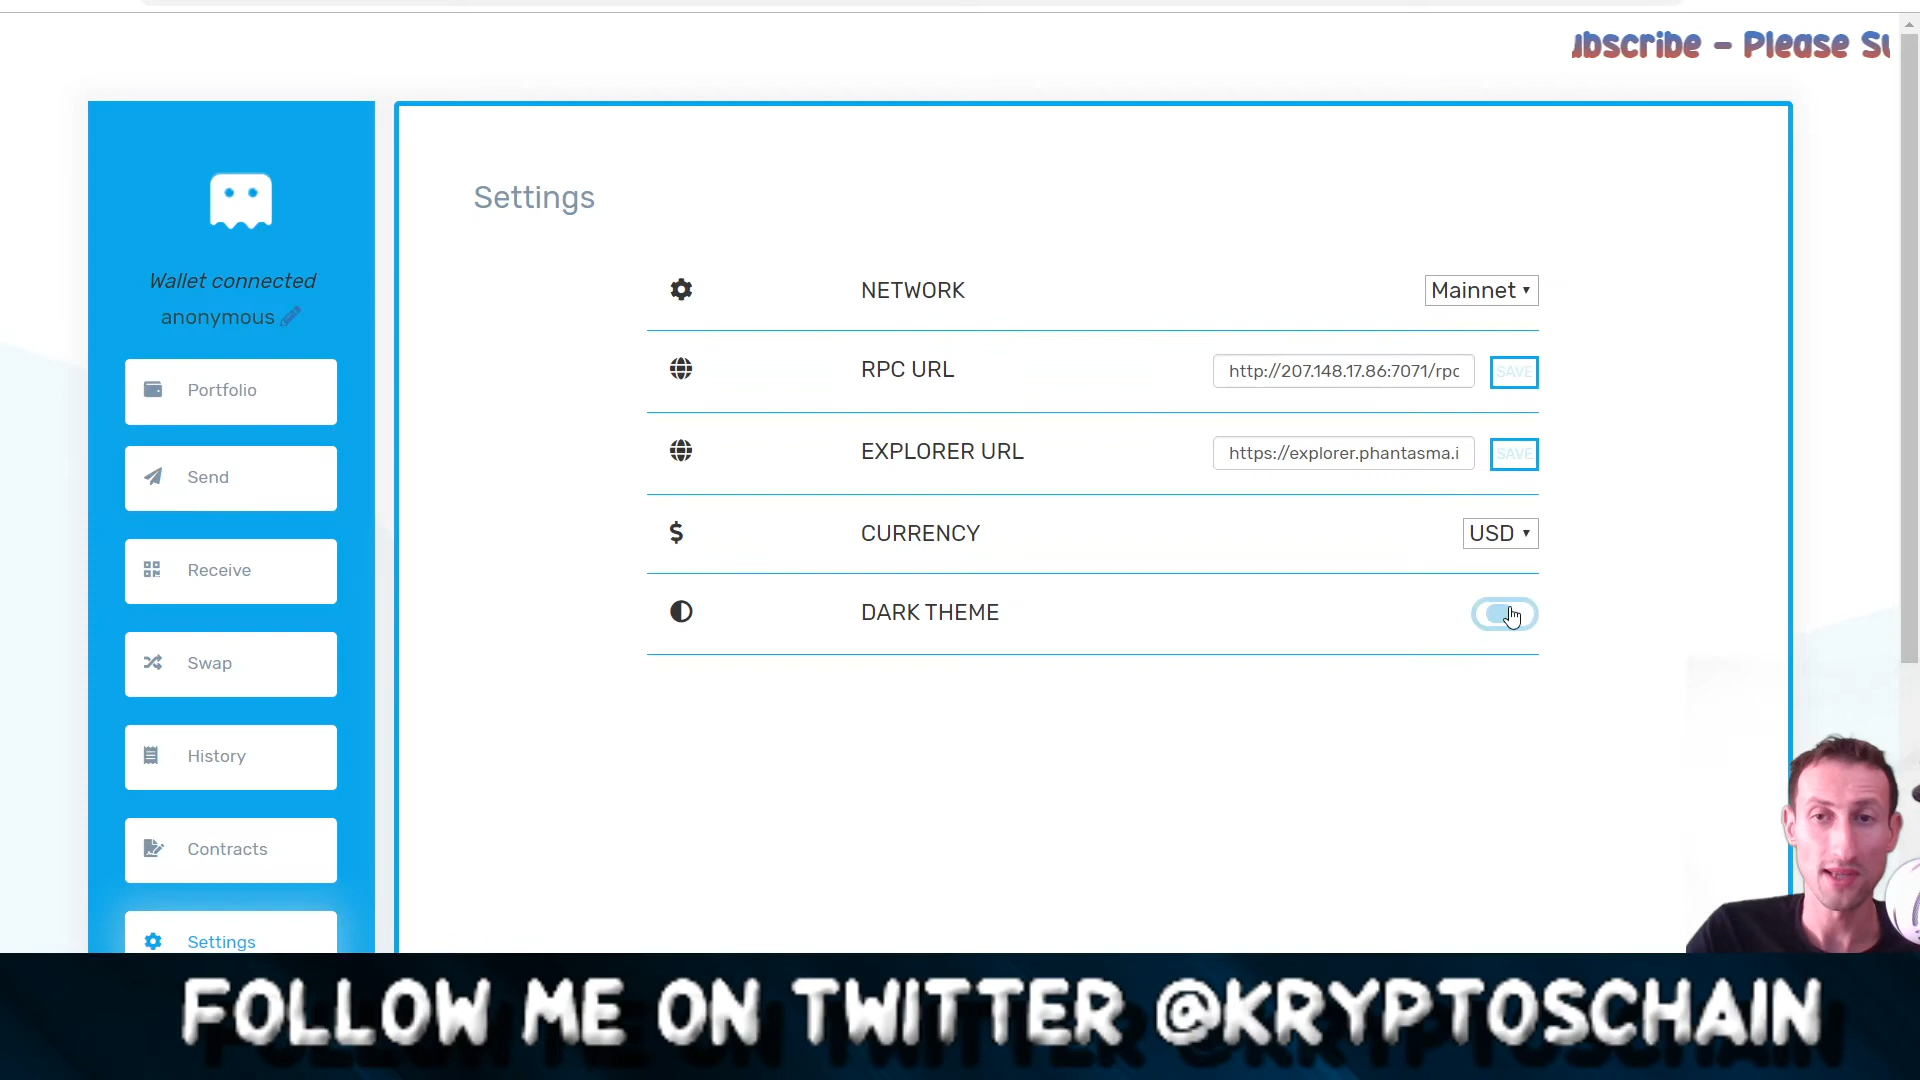 ubscribe - Please Su
Settings
Wallet connected
anonymous
Portfolio
Send
Receive
Swap
History
Contracts
Settings
NETWORK
Mainnet
RPC URL
http://207.148.17.86:7071/rpc
SAVE
EXPLORER URL
https://explorer.phantasma.i
SAVE
CURRENCY
USD
DARK THEME
FOLLOW ME ON TWITTER @KRYPTOSCHAIN